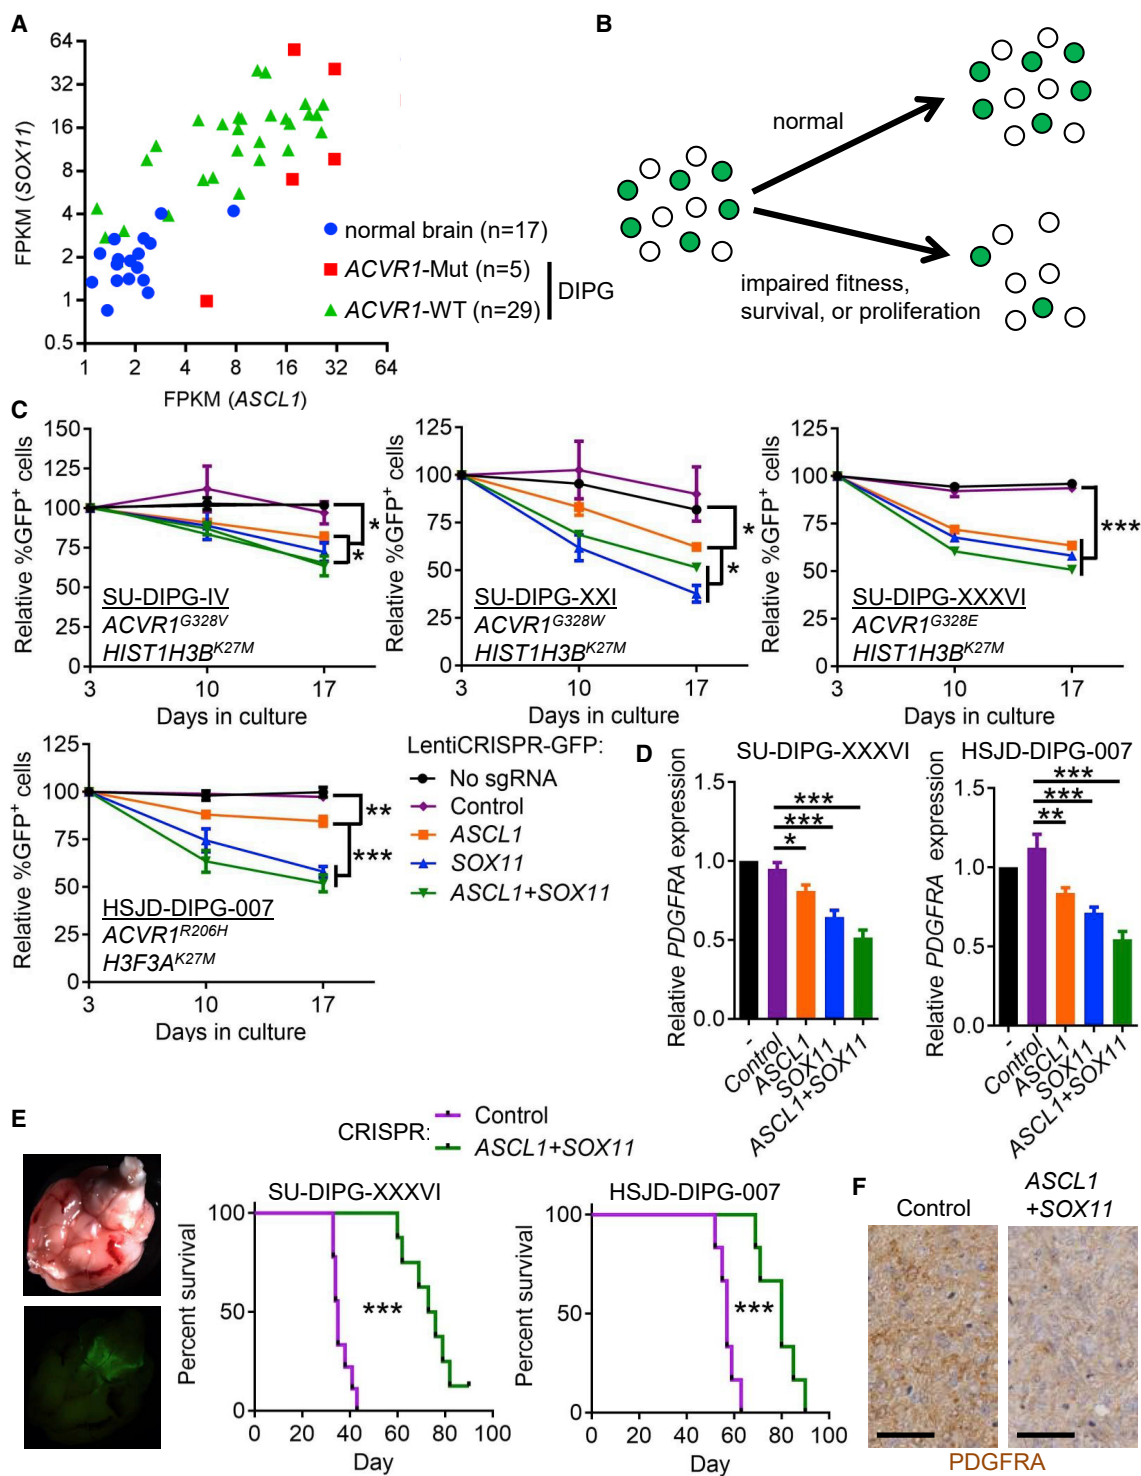 A
FPKM (SOX11)
64
32
16
8
4
2
1
0.5
1 2 4 8 16 32 64
FPKM (ASCL1)
normal brain (n=17)
ACVR1-Mut (n=5)
ACVR1-WT (n=29)
DIPG
B
normal
impaired fitness,
survival, or proliferation
C
Relative %GFP+ cells
150
125
100
75
50
25
0
3 10 17
Days in culture
SU-DIPG-IV
ACVR1G328V
HIST1H3BK27M
*
*
Relative %GFP+ cells
125
100
75
50
25
0
3 10 17
Days in culture
SU-DIPG-XXI
ACVR1G328W
HIST1H3BK27M
*
*
Relative %GFP+ cells
125
100
75
50
25
0
3 10 17
Days in culture
SU-DIPG-XXXVI
ACVR1G328E
HIST1H3BK27M
***
Relative %GFP+ cells
125
100
75
50
25
0
3 10 17
Days in culture
HSJD-DIPG-007
ACVR1R206H
H3F3AK27M
**
***
LentiCRISPR-GFP:
No sgRNA
Control
ASCL1
SOX11
ASCL1+SOX11
D
SU-DIPG-XXXVI
Relative PDGFRA expression
1.5
1.0
0.5
0.0
***
***
*
-
Control
ASCL1
SOX11
ASCL1+SOX11
HSJD-DIPG-007
Relative PDGFRA expression
1.5
1.0
0.5
0.0
***
***
**
-
Control
ASCL1
SOX11
ASCL1+SOX11
E
CRISPR:
Control
ASCL1+SOX11
SU-DIPG-XXXVI
Percent survival
100
50
0
***
0 20 40 60 80 100
Day
HSJD-DIPG-007
Percent survival
100
50
0
***
0 20 40 60 80 100
Day
F
Control
ASCL1
+SOX11
PDGFRA